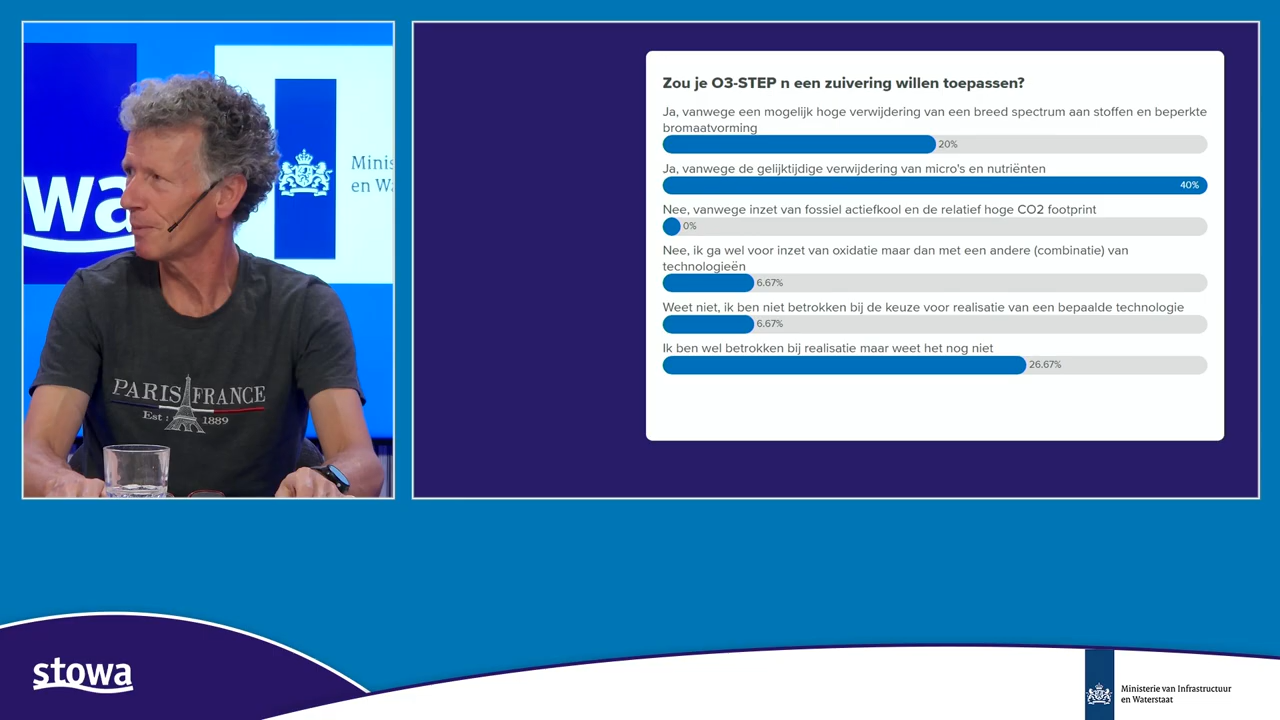 wa
Minis
en Wa
PARIS FRANCE
Est : 1889
Zou je O3-STEP n een zuivering willen toepassen?
Ja, vanwege een mogelijk hoge verwijdering van een breed spectrum aan stoffen en beperkte
bromaatvorming
20%
Ja, vanwege de gelijktijdige verwijdering van micro's en nutriënten
40%
Nee, vanwege inzet van fossiel actiefkool en de relatief hoge CO2 footprint
0%
Nee, ik ga wel voor inzet van oxidatie maar dan met een andere (combinatie) van
technologieën
6.67%
Weet niet, ik ben niet betrokken bij de keuze voor realisatie van een bepaalde technologie
6.67%
Ik ben wel betrokken bij realisatie maar weet het nog niet
26.67%
stowa
Ministerie van Infrastructuur
en Waterstaat